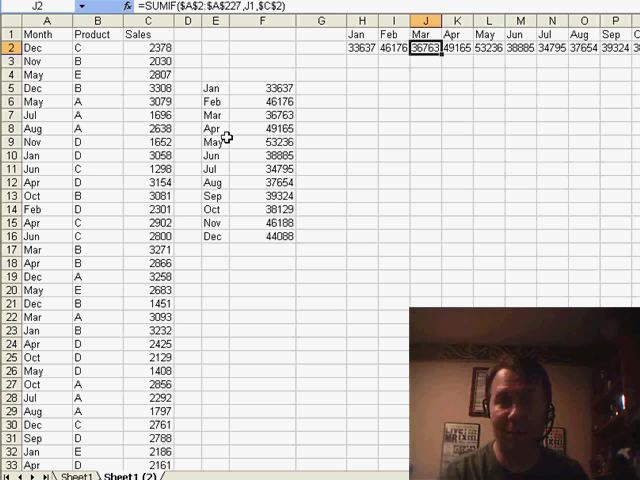 J2 fx =SUMIF($A$2:$A$227,J1,$C$2)
A B C D E F G H I J K L M N O P
1 Month Product Sales Jan Feb Mar Apr May Jun Jul Aug Sep
2 Dec C 2378 33637 46176 36763 49165 53236 38885 34795 37654 39324
3 Nov B 2030
4 May E 2807
5 Dec B 3308 Jan 33637
6 May A 3079 Feb 46176
7 Jul A 1696 Mar 36763
8 Aug A 2638 Apr 49165
9 Nov D 1652 May 53236
10 Jan D 3058 Jun 38885
11 Jun C 1298 Jul 34795
12 Apr D 3154 Aug 37654
13 Oct B 3081 Sep 39324
14 Feb D 2301 Oct 38129
15 Apr C 2902 Nov 46188
16 Jun C 2800 Dec 44088
17 Mar B 3271
18 Apr B 2866
19 Dec A 3258
20 May E 2683
21 Dec B 1451
22 Mar A 3093
23 Jan B 3232
24 Apr D 2425
25 Oct D 2129
26 May D 1408
27 Oct A 2856
28 Jul A 2292
29 Aug A 1797
30 Dec C 2761
31 Sep D 2788
32 Jan E 2186
33 Apr D 2161
Sheet1 Sheet1 (2)